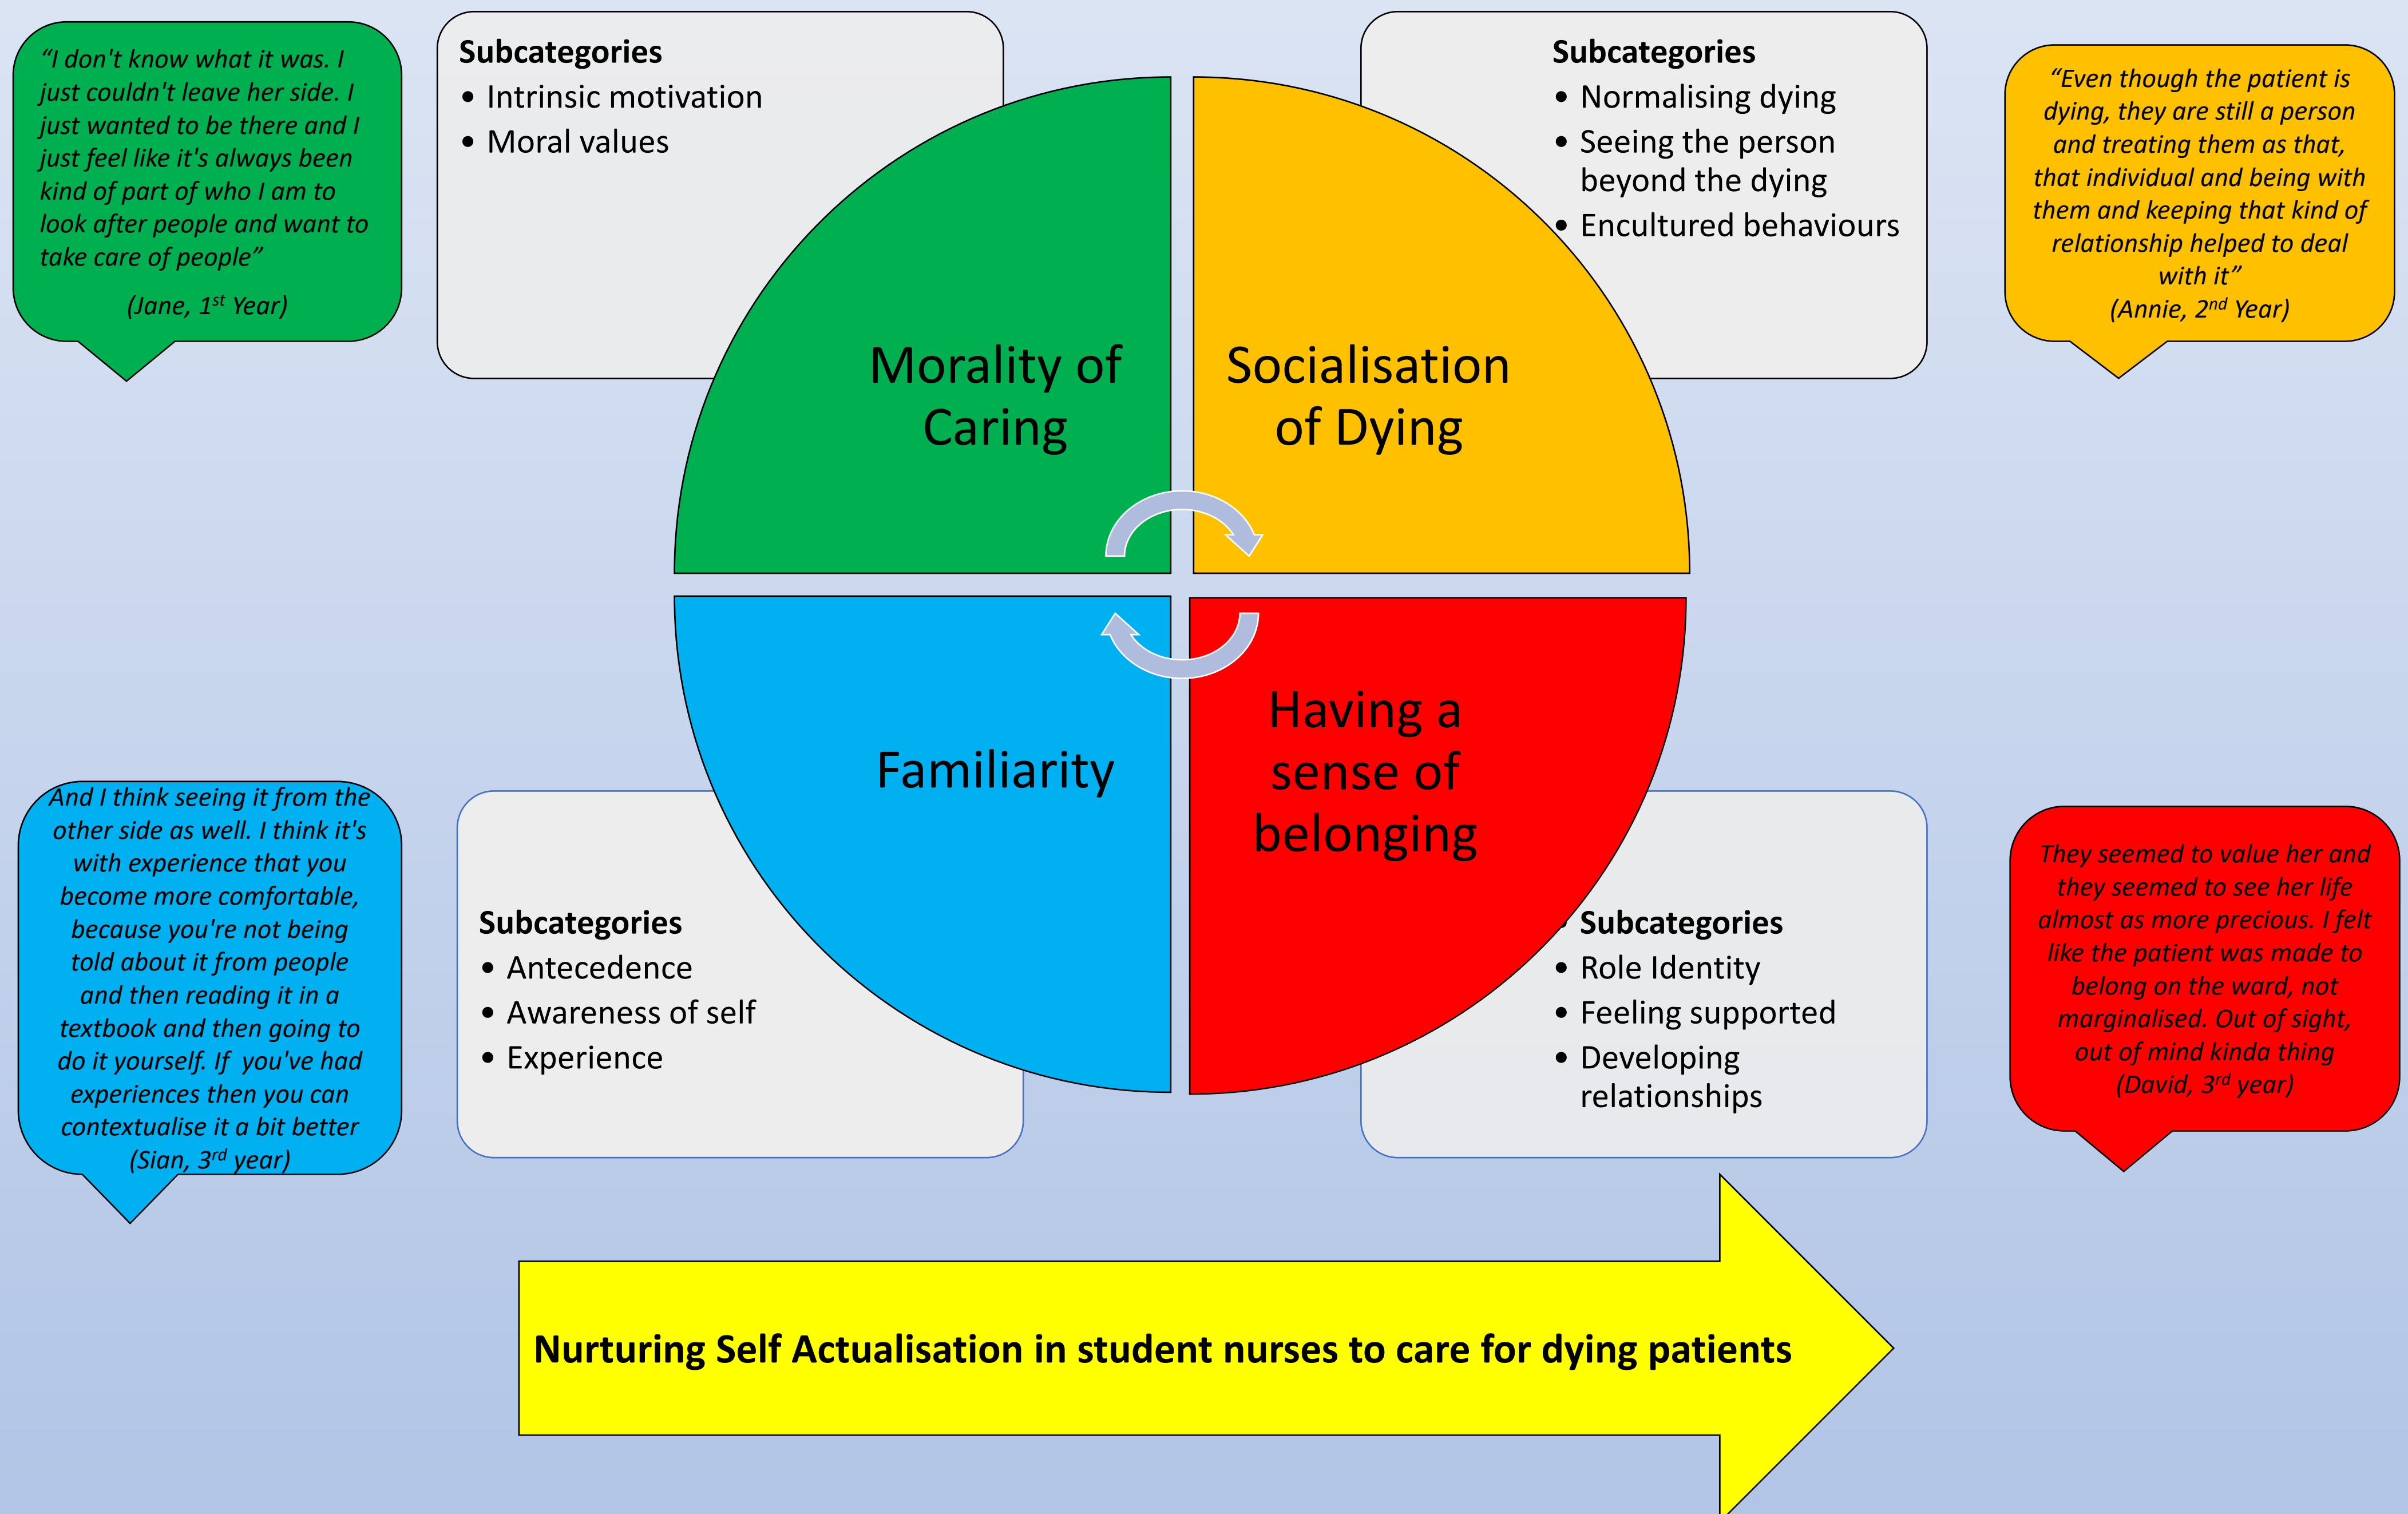 “I don't know what it was. I
just couldn't leave her side. I
just wanted to be there and I
just feel like it's always been
kind of part of who I am to
look after people and want to
take care of people”
(Jane, 1st Year)
Subcategories
• Intrinsic motivation
• Moral values
Subcategories
• Normalising dying
• Seeing the person
beyond the dying
• Encultured behaviours
“Even though the patient is
dying, they are still a person
and treating them as that,
that individual and being with
them and keeping that kind of
relationship helped to deal
with it”
(Annie, 2nd Year)
Morality of
Caring
Socialisation
of Dying
Familiarity
Having a
sense of
belonging
And I think seeing it from the
other side as well. I think it's
with experience that you
become more comfortable,
because you're not being
told about it from people
and then reading it in a
textbook and then going to
do it yourself. If  you've had
experiences then you can
contextualise it a bit better
(Sian, 3rd year)
Subcategories
• Antecedence
• Awareness of self
• Experience
• Subcategories
• Role Identity
• Feeling supported
• Developing
relationships
They seemed to value her and
they seemed to see her life
almost as more precious. I felt
like the patient was made to
belong on the ward, not
marginalised. Out of sight,
out of mind kinda thing
(David, 3rd year)
Nurturing Self Actualisation in student nurses to care for dying patients